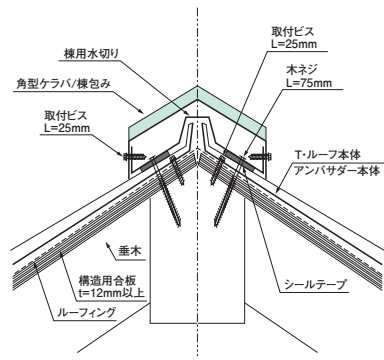 取付ビス
L=25mm
棟用水切り
木ネジ
L=75mm
角型ケラバ/棟包み
取付ビス
L=25mm
T・ルーフ本体
アンバサダー本体
垂木
シールテープ
構造用合板
t=12mm以上
ルーフィング